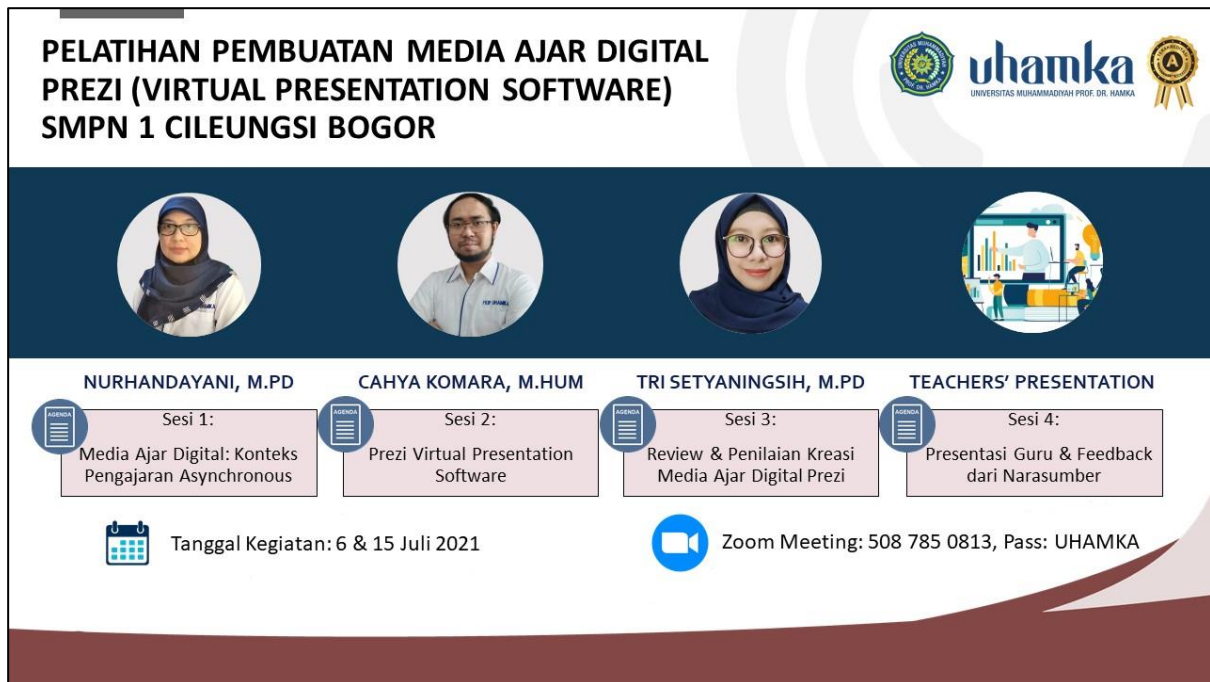 PELATIHAN PEMBUATAN MEDIA AJAR DIGITAL
PREZI (VIRTUAL PRESENTATION SOFTWARE)
SMPN 1 CILEUNGSI BOGOR
uhamka
UNIVERSITAS MUHAMMADIYAH PROF. DR. HAMKA
A
NURHANDAYANI, M.PD
AGENDA
Sesi 1:
Media Ajar Digital: Konteks
Pengajaran Asynchronous
CAHYA KOMARA, M.HUM
AGENDA
Sesi 2:
Prezi Virtual Presentation
Software
TRI SETYANINGSIH, M.PD
AGENDA
Sesi 3:
Review & Penilaian Kreasi
Media Ajar Digital Prezi
TEACHERS’ PRESENTATION
AGENDA
Sesi 4:
Presentasi Guru & Feedback
dari Narasumber
Tanggal Kegiatan: 6 & 15 Juli 2021
Zoom Meeting: 508 785 0813, Pass: UHAMKA